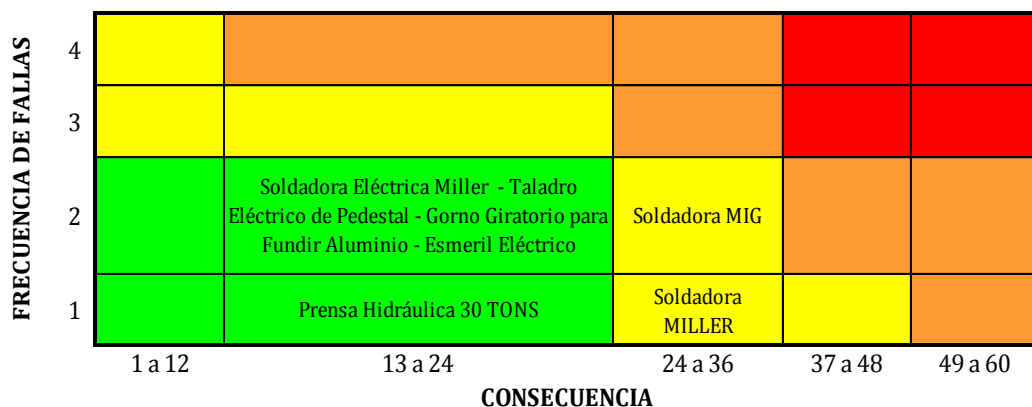 FRECUENCIA DE FALLAS
4
3
2
Soldadora Eléctrica Miller - Taladro
Eléctrico de Pedestal - Gorno Giratorio para
Fundir Aluminio - Esmeril Eléctrico
Soldadora MIG
1
Prensa Hidráulica 30 TONS
Soldadora
MILLER
1 a 12
13 a 24
24 a 36
37 a 48
49 a 60
CONSECUENCIA